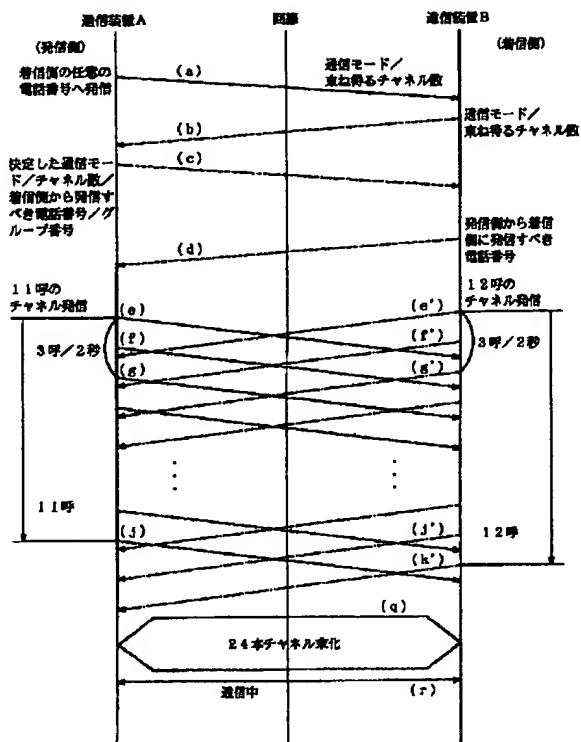 通信装置A
回線
通信装置B
(発信側)
(着信側)
着信側の任意の
電話番号へ発信
(a)
通信モード/
束ね得るチャネル数
(b)
通信モード/
束ね得るチャネル数
(c)
決定した通信モー
ド/チャネル数/
着信側から発信す
べき電話番号/グ
ループ番号
(d)
発信側から着信
側に発信すべき
電話番号
11呼の
チャネル発信
12呼の
チャネル発信
(e)
(e')
3呼/2秒
(f)
(f')
3呼/2秒
(g)
(g')
11呼
(j)
(j')
12呼
(k')
(q)
24本チャネル束化
通信中
(r)